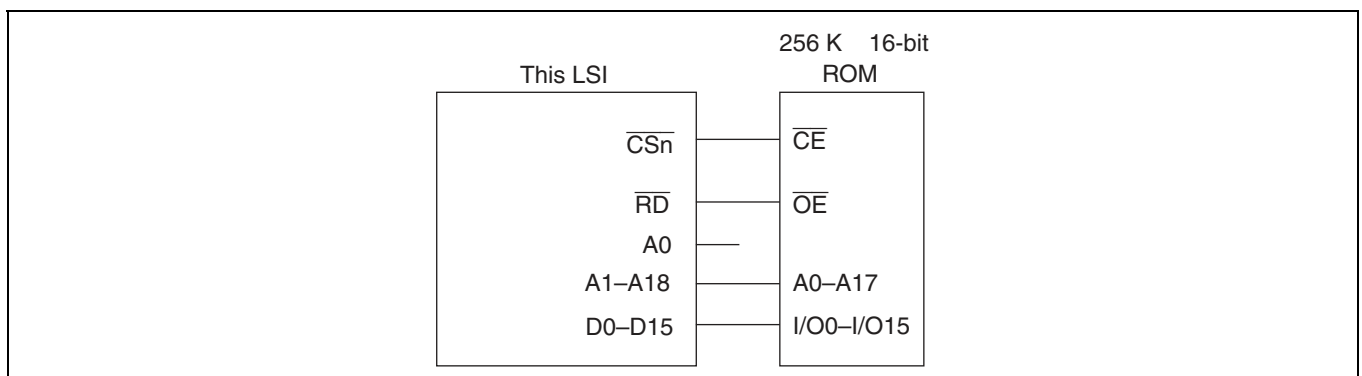 256 K 16-bit
This LSI ROM
CSn CE
RD OE
A0
A1–A18 A0–A17
D0–D15 I/O0–I/O15